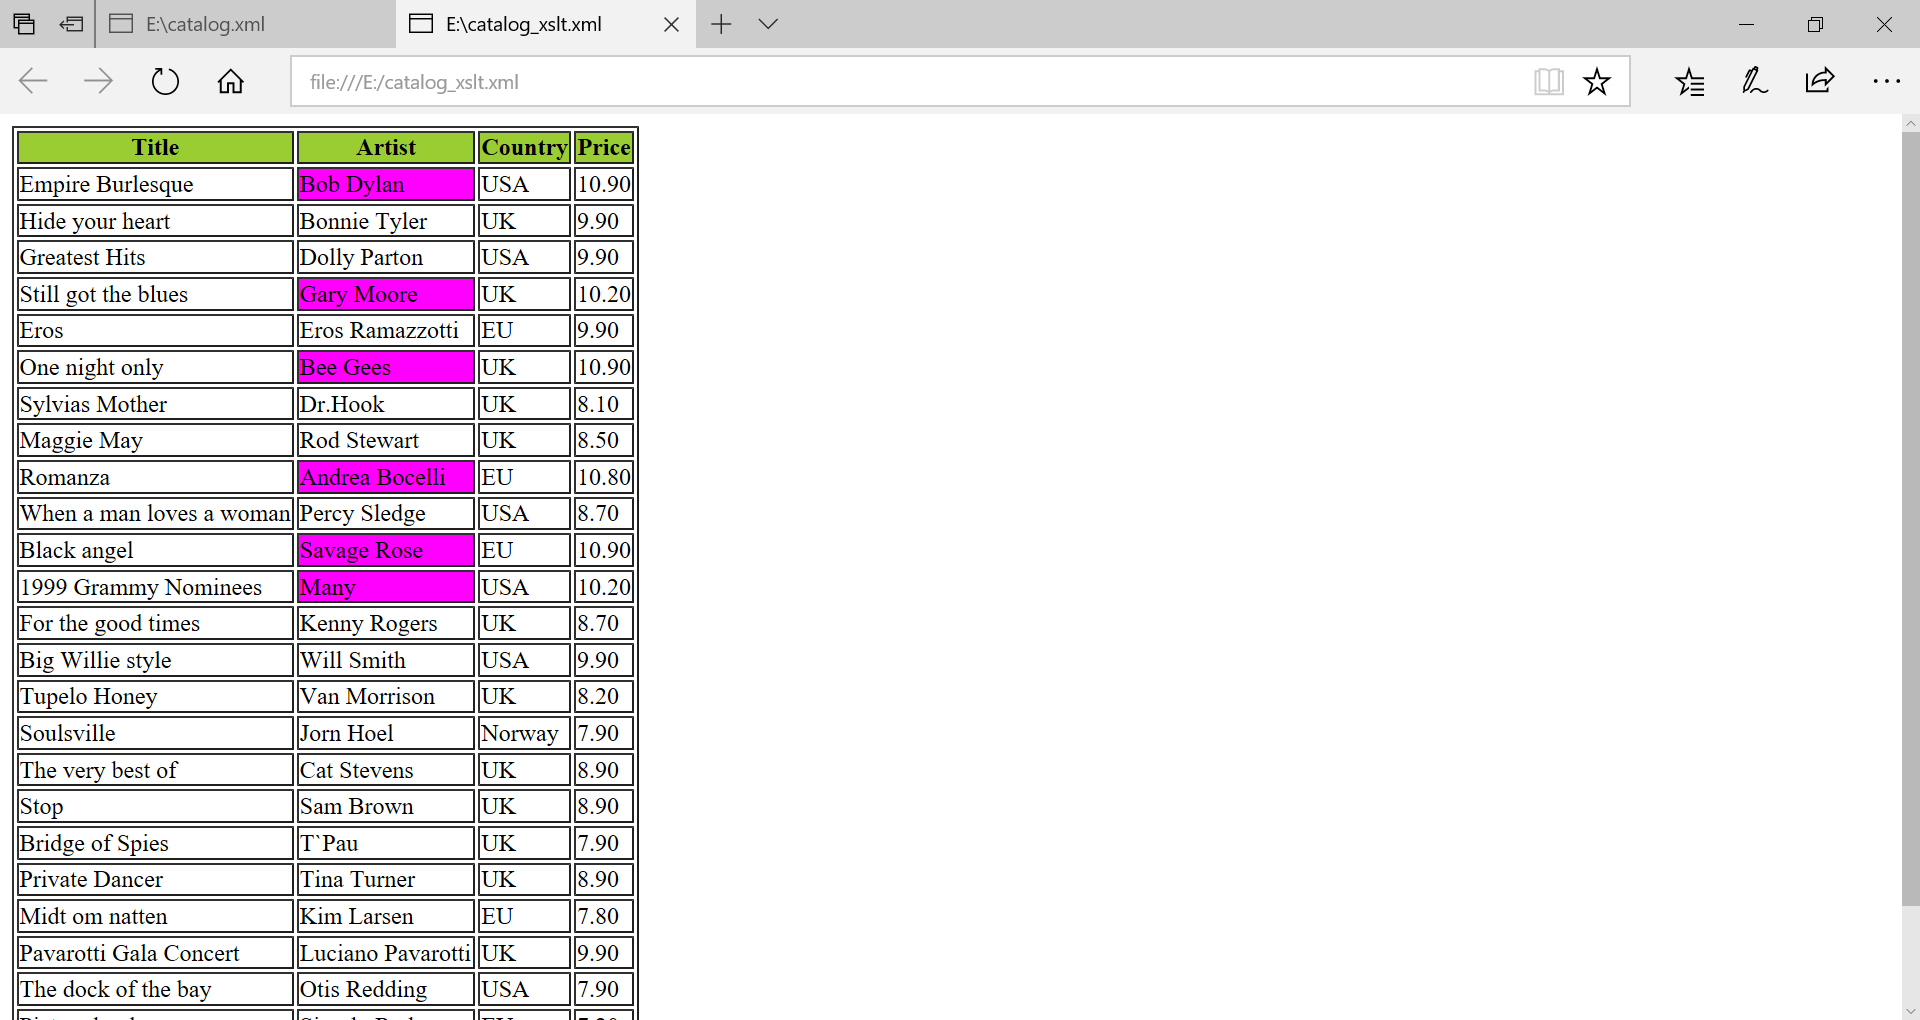 E:\catalog.xml
E:\catalog_xslt.xml
file:///E:/catalog_xslt.xml
Title Artist Country Price
Empire Burlesque Bob Dylan USA 10.90
Hide your heart Bonnie Tyler UK 9.90
Greatest Hits Dolly Parton USA 9.90
Still got the blues Gary Moore UK 10.20
Eros Eros Ramazzotti EU 9.90
One night only Bee Gees UK 10.90
Sylvias Mother Dr.Hook UK 8.10
Maggie May Rod Stewart UK 8.50
Romanza Andrea Bocelli EU 10.80
When a man loves a woman Percy Sledge USA 8.70
Black angel Savage Rose EU 10.90
1999 Grammy Nominees Many USA 10.20
For the good times Kenny Rogers UK 8.70
Big Willie style Will Smith USA 9.90
Tupelo Honey Van Morrison UK 8.20
Soulsville Jorn Hoel Norway 7.90
The very best of Cat Stevens UK 8.90
Stop Sam Brown UK 8.90
Bridge of Spies T`Pau UK 7.90
Private Dancer Tina Turner UK 8.90
Midt om natten Kim Larsen EU 7.80
Pavarotti Gala Concert Luciano Pavarotti UK 9.90
The dock of the bay Otis Redding USA 7.90